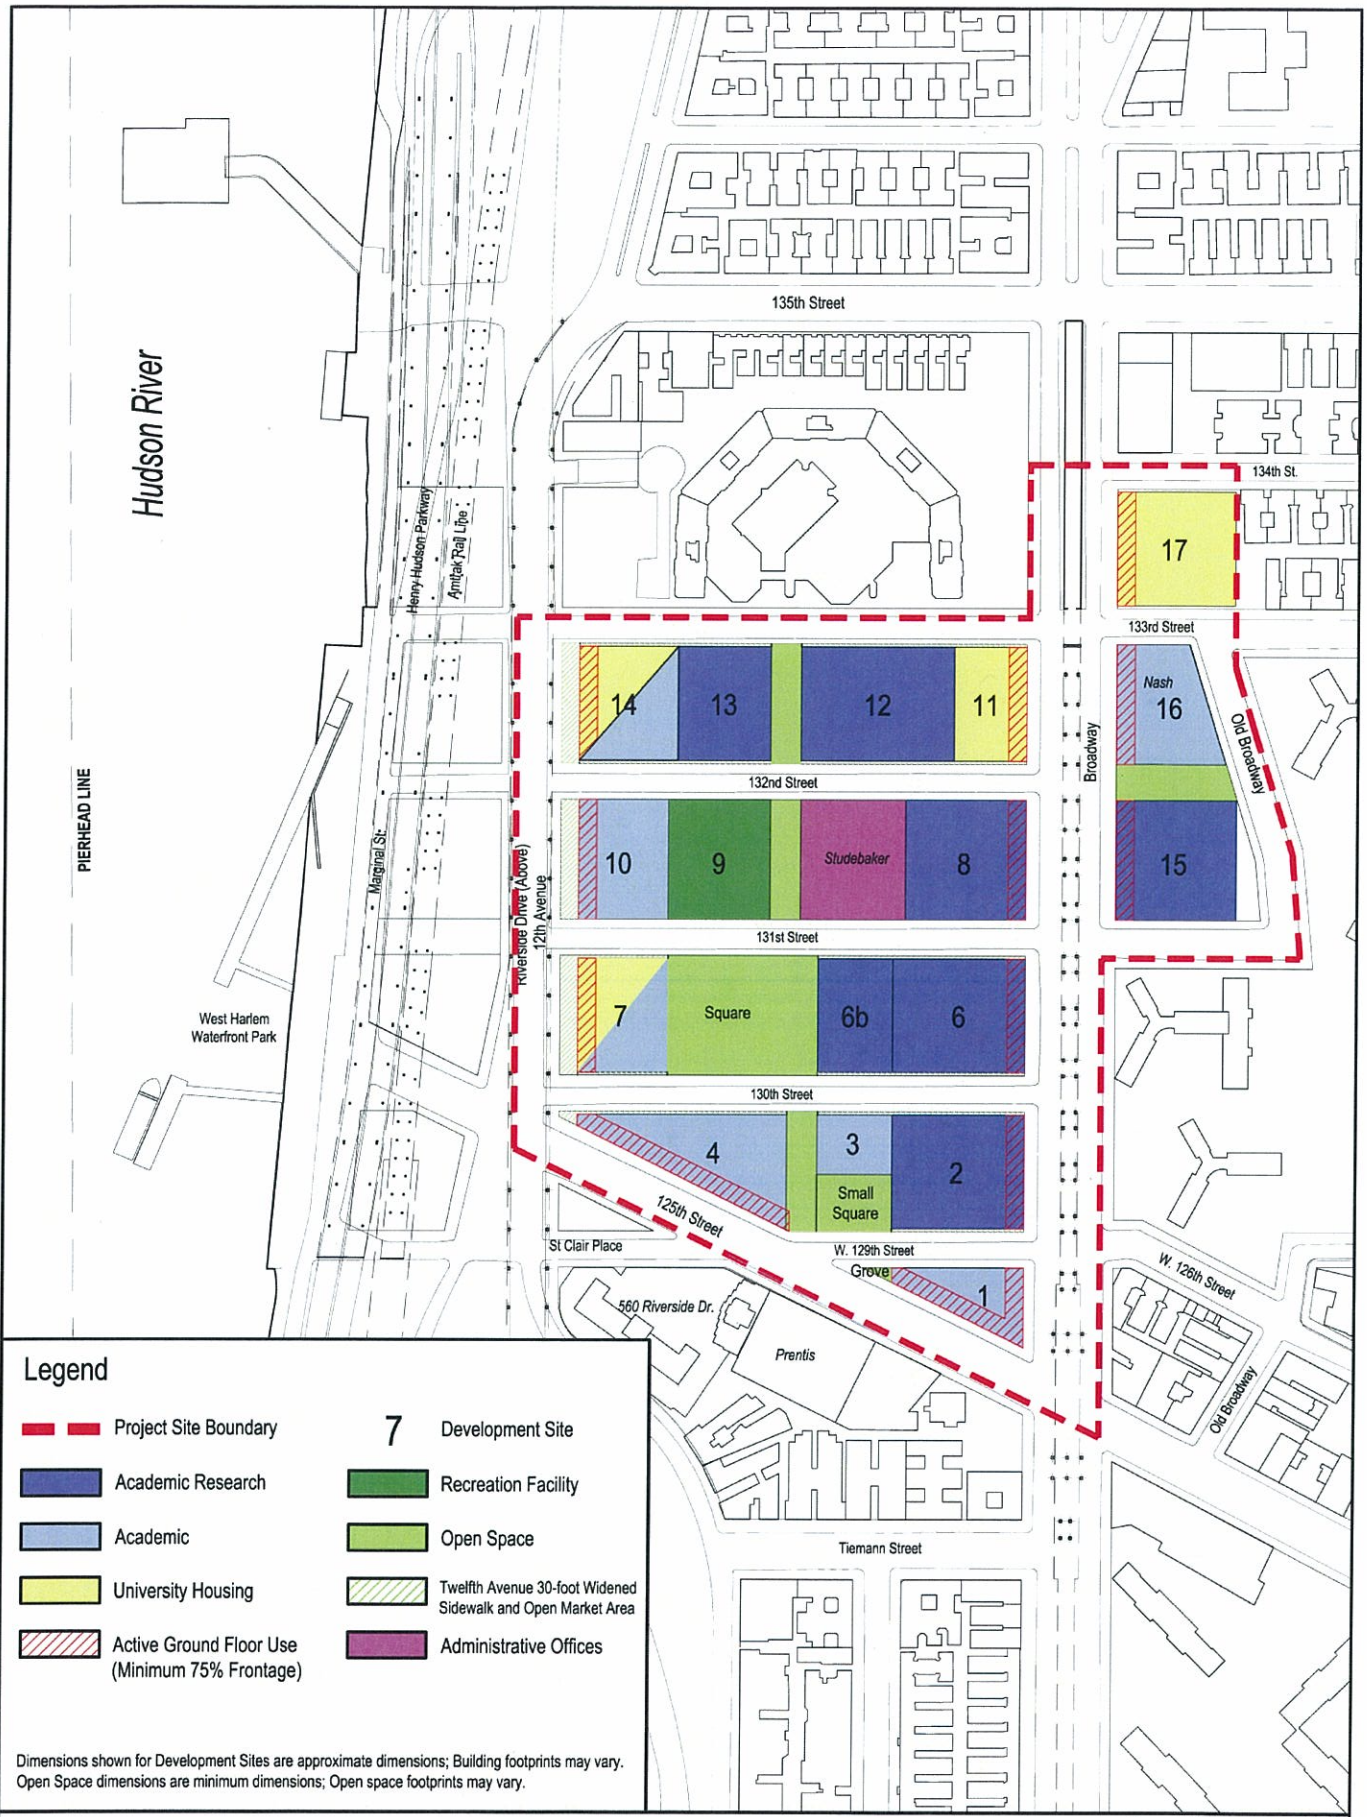 135th Street
Hudson River
134th St.
Henry Hudson Parkway
Amttak Rail Line
17
133rd Street
14
13
12
11
Nash
16
Broadway
Old Broadway
132nd Street
PIERHEAD LINE
Marginal St.
10
9
Studebaker
8
15
Riverside Drive (Above)
12th Avenue
131st Street
West Harlem
Waterfront Park
7
Square
6b
6
130th Street
4
3
2
Small
Square
125th Street
St Clair Place
W. 129th Street
Grove
1
W. 126th Street
560 Riverside Dr.
Prentis
Old Broadway
Tiemann Street
Legend
Project Site Boundary
7
Development Site
Academic Research
Recreation Facility
Academic
Open Space
University Housing
Twelfth Avenue 30-foot Widened
Sidewalk and Open Market Area
Active Ground Floor Use
(Minimum 75% Frontage)
Administrative Offices
Dimensions shown for Development Sites are approximate dimensions; Building footprints may vary.
Open Space dimensions are minimum dimensions; Open space footprints may vary.